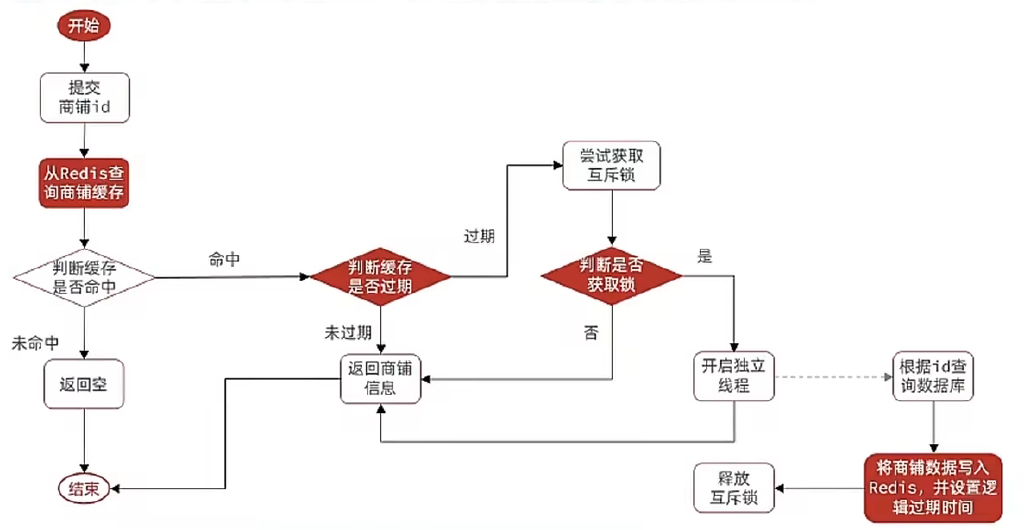 开始
提交
商铺id
从Redis查
询商铺缓存
判断缓存
是否命中
命中
未命中
返回空
结束
判断缓存
是否过期
过期
未过期
返回商铺
信息
尝试获取
互斥锁
判断是否
获取锁
是
否
开启独立
线程
根据id查
询数据库
将商铺数据写入
Redis，并设置逻
辑过期时间
释放
互斥锁